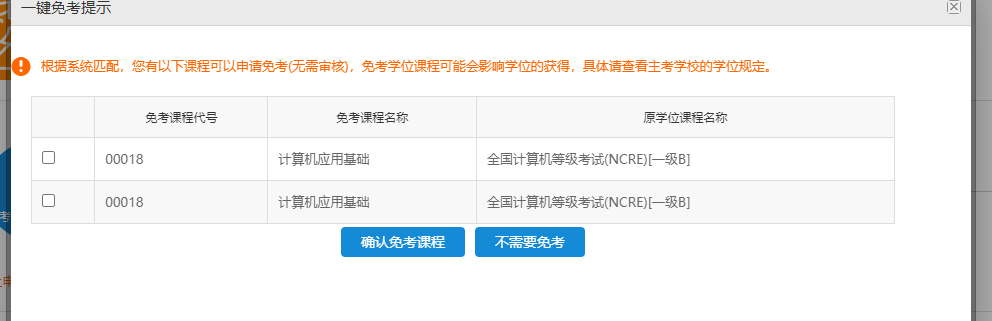 一键免考提示
根据系统匹配，您有以下课程可以申请免考(无需审核)，免考学位课程可能会影响学位的获得，具体请查看主考学校的学位规定。
免考课程代号 免考课程名称 原学位课程名称
00018 计算机应用基础 全国计算机等级考试(NCRE)[一级B]
00018 计算机应用基础 全国计算机等级考试(NCRE)[一级B]
确认免考课程 不需要免考